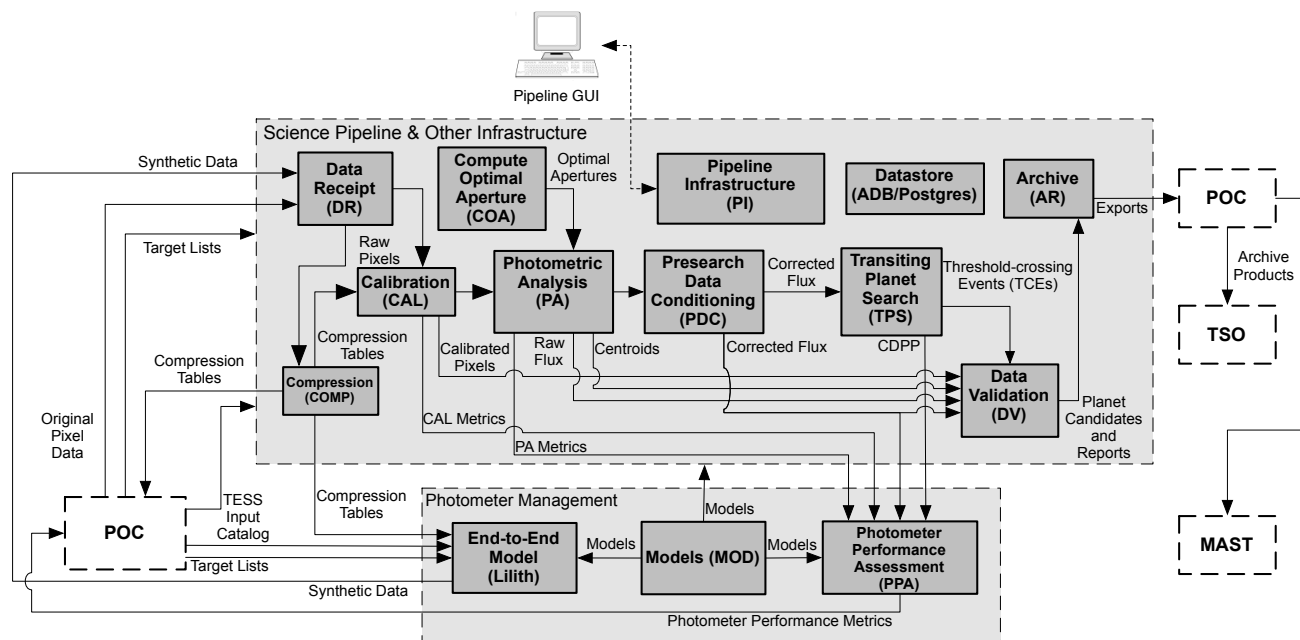 Pipeline GUI
Science Pipeline & Other Infrastructure
Synthetic Data
Data
Receipt
(DR)
Compute
Optimal
Aperture
(COA)
Optimal
Apertures
Pipeline
Infrastructure
(PI)
Datastore
(ADB/Postgres)
Archive
(AR)
Exports
POC
Target Lists
Raw
Pixels
Calibration
(CAL)
Photometric
Analysis
(PA)
Presearch
Data
Conditioning
(PDC)
Corrected
Flux
Transiting
Planet
Search
(TPS)
Threshold-crossing
Events (TCEs)
Archive
Products
TSO
Compression
Tables
Compression
Tables
Calibrated
Pixels
Raw
Flux
Centroids
Corrected Flux
CDPP
Compression
(COMP)
Data
Validation
(DV)
Planet
Candidates
and
Reports
Original
Pixel
Data
CAL Metrics
PA Metrics
TESS
Input
Catalog
POC
Target Lists
Synthetic Data
Compression
Tables
Photometer Management
Models
End-to-End
Model
(Lilith)
Models
Models (MOD)
Models
Photometer
Performance
Assessment
(PPA)
Photometer Performance Metrics
MAST